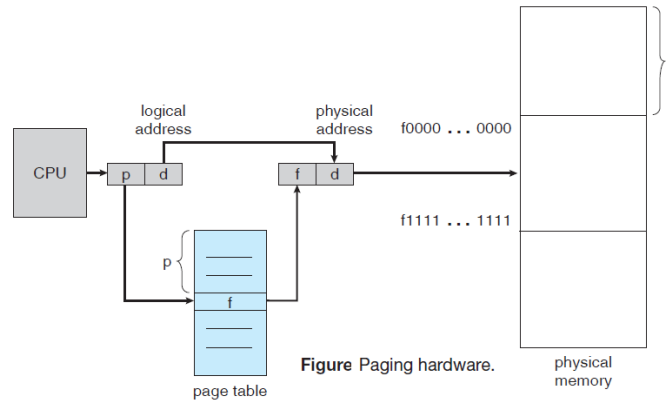 logical
address
physical
address
f0000 ... 0000
CPU
p
d
f
d
f1111 ... 1111
p
f
Figure Paging hardware.
physical
memory
page table